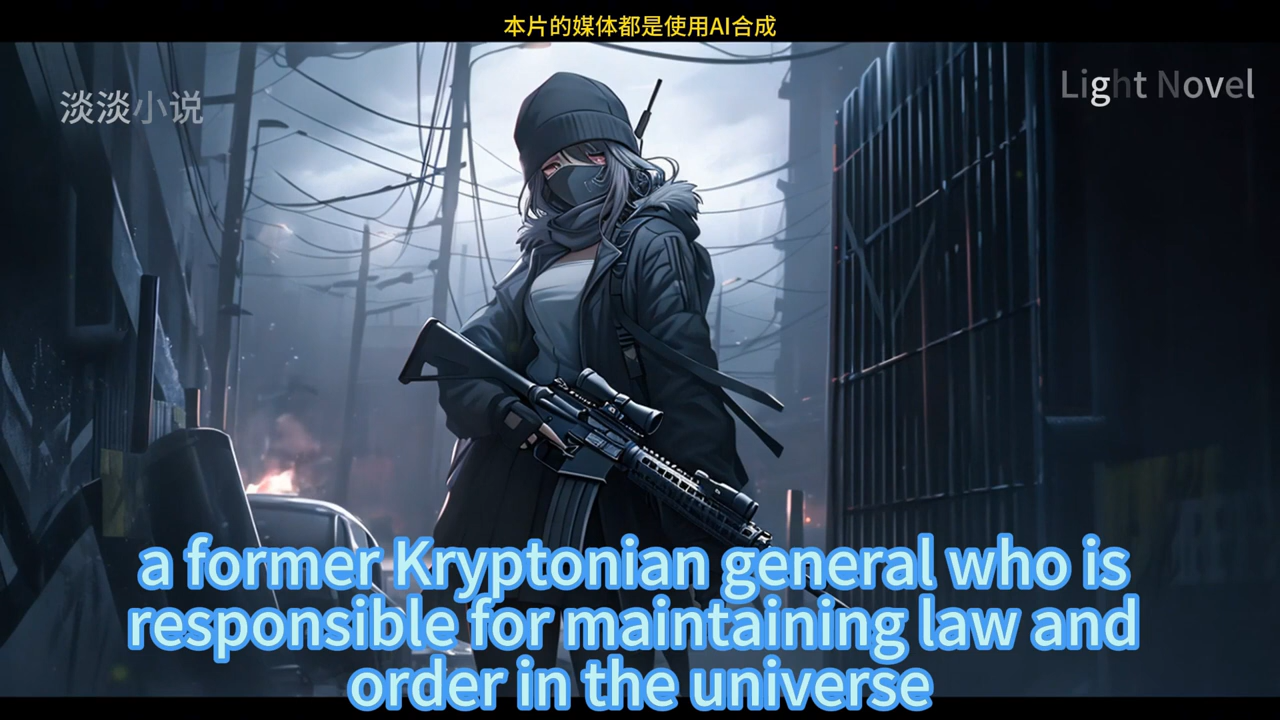 本片的媒体都是使用AI合成
淡淡小说
Light Novel
a former Kryptonian general who is
responsible for maintaining law and
order in the universe